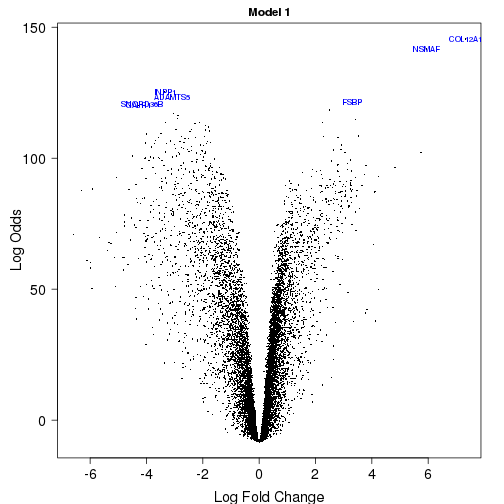 Model 1
150
COL12A1
NSMAF
INPP1
ADAMTS5
FSBP
100
Log Odds
50
0
-6 -4 -2 0 2 4 6
Log Fold Change